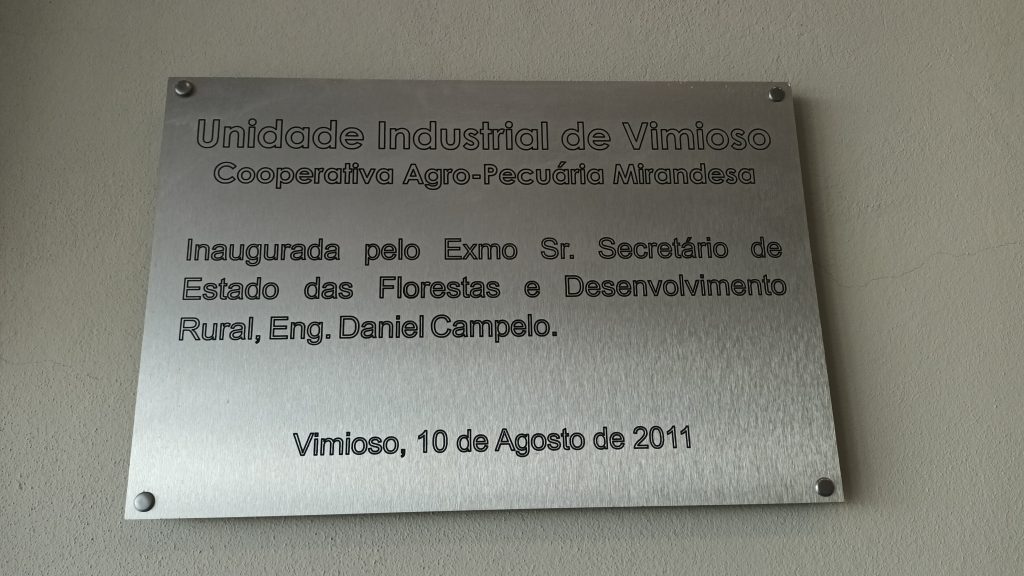 Unidade Industrial de Vimioso
Cooperativa Agro-Pecuária Mirandesa
Inaugurada pelo Exmo Sr. Secretário de
Estado das Florestas e Desenvolvimento
Rural, Eng. Daniel Campelo.
Vimioso, 10 de Agosto de 2011